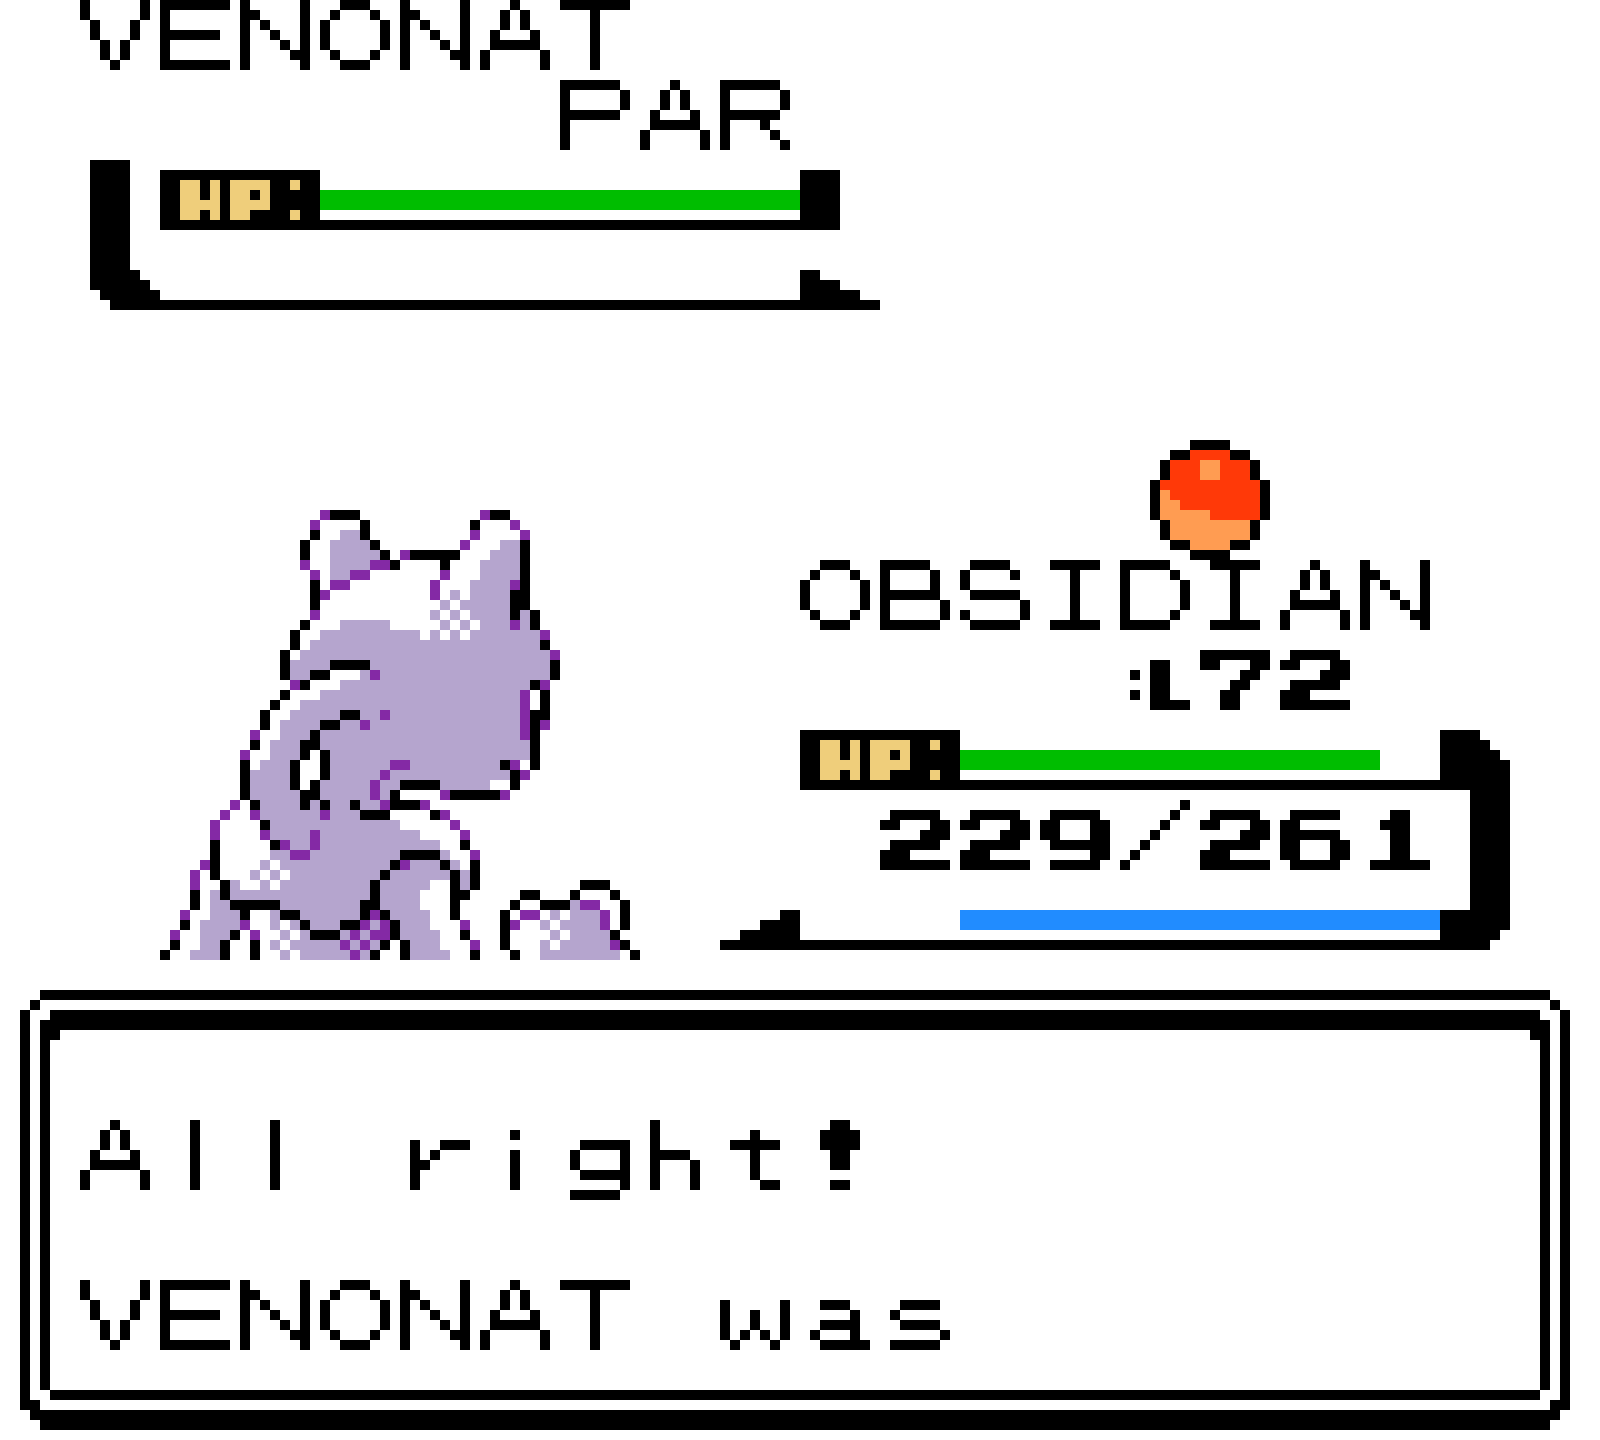 VENONAT
PAR
HP:
OBSIDIAN
:L72
HP:
229/261
All right!
VENONAT was